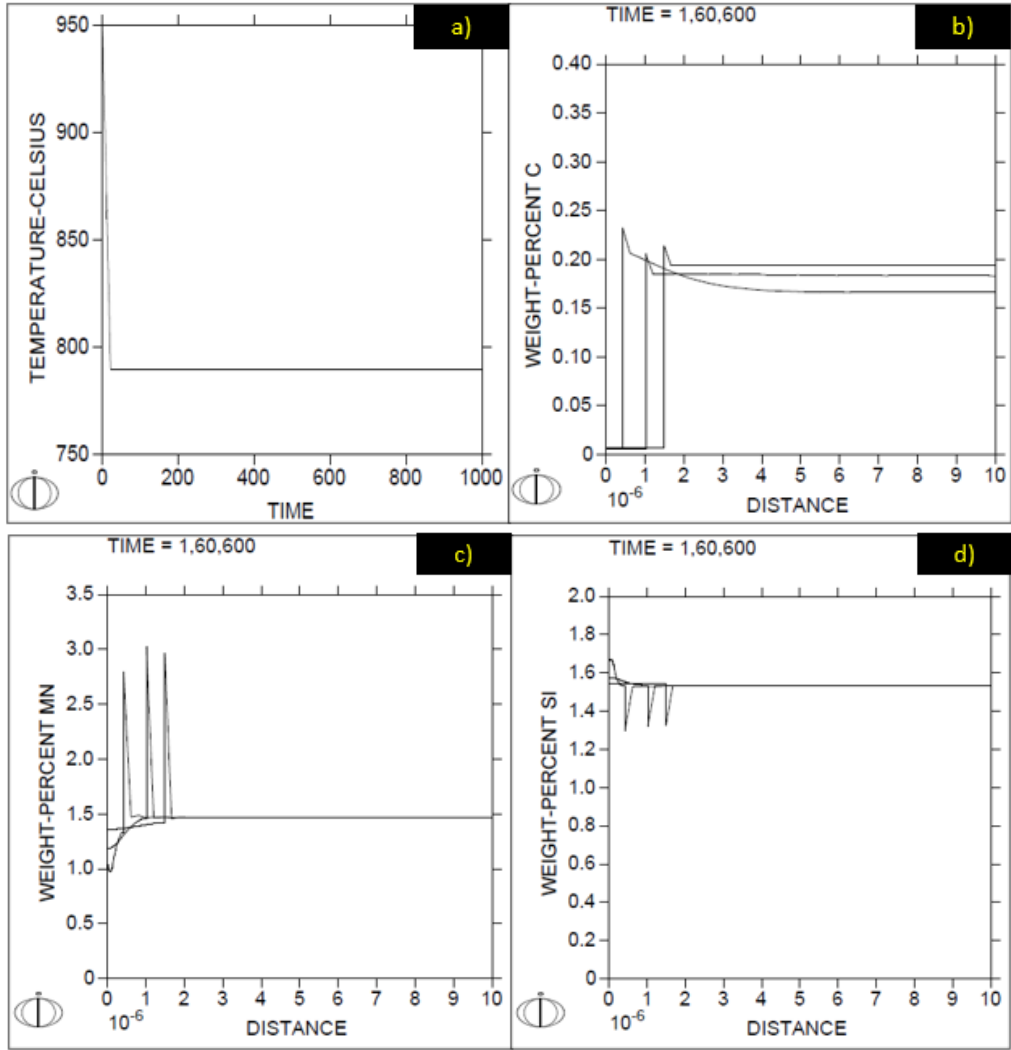 a)
950
900
850
800
750
TEMPERATURE-CELSIUS
0 200 400 600 800 1000
TIME
TIME = 1,60,600
b)
0.40
0.35
0.30
0.25
0.20
0.15
0.10
0.05
0
WEIGHT-PERCENT C
0 1 2 3 4 5 6 7 8 9 10
10-6
DISTANCE
TIME = 1,60,600
c)
3.5
3.0
2.5
2.0
1.5
1.0
0.5
0
WEIGHT-PERCENT MN
0 1 2 3 4 5 6 7 8 9 10
10-6
DISTANCE
TIME = 1,60,600
d)
2.0
1.8
1.6
1.4
1.2
1.0
0.8
0.6
0.4
0.2
0
WEIGHT-PERCENT SI
0 1 2 3 4 5 6 7 8 9 10
10-6
DISTANCE